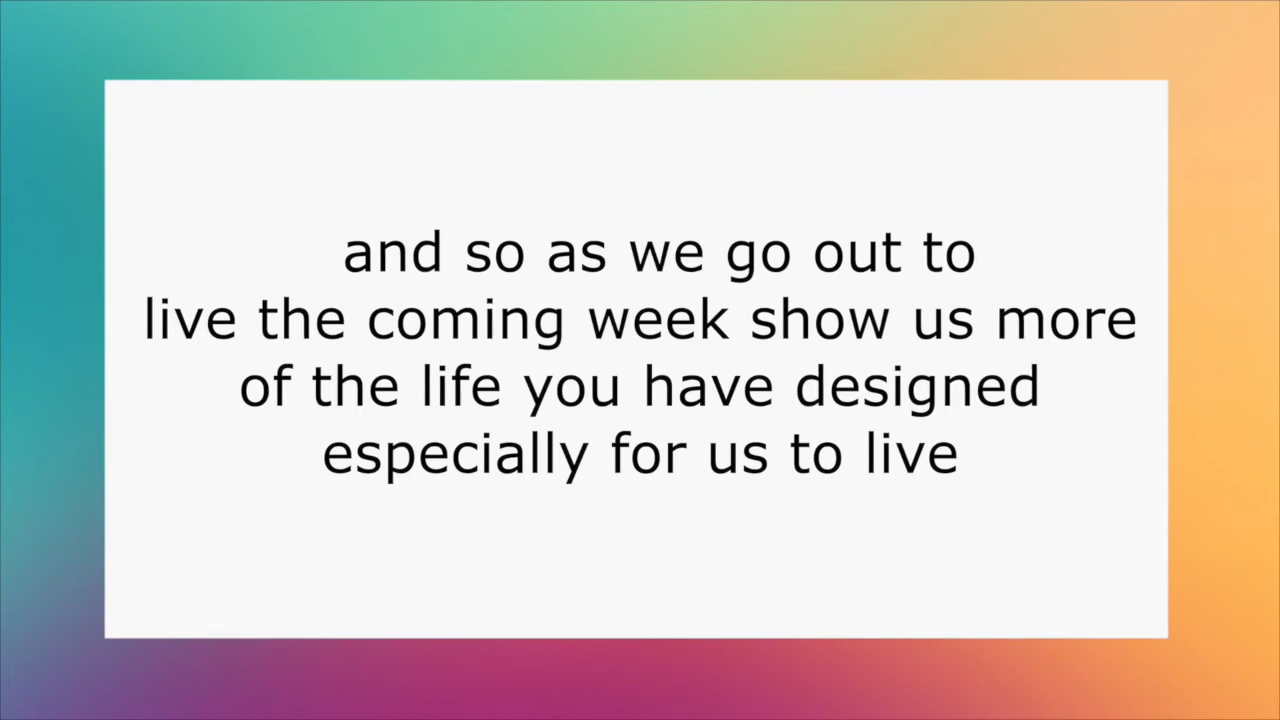 and so as we go out to
live the coming week show us more
of the life you have designed
especially for us to live